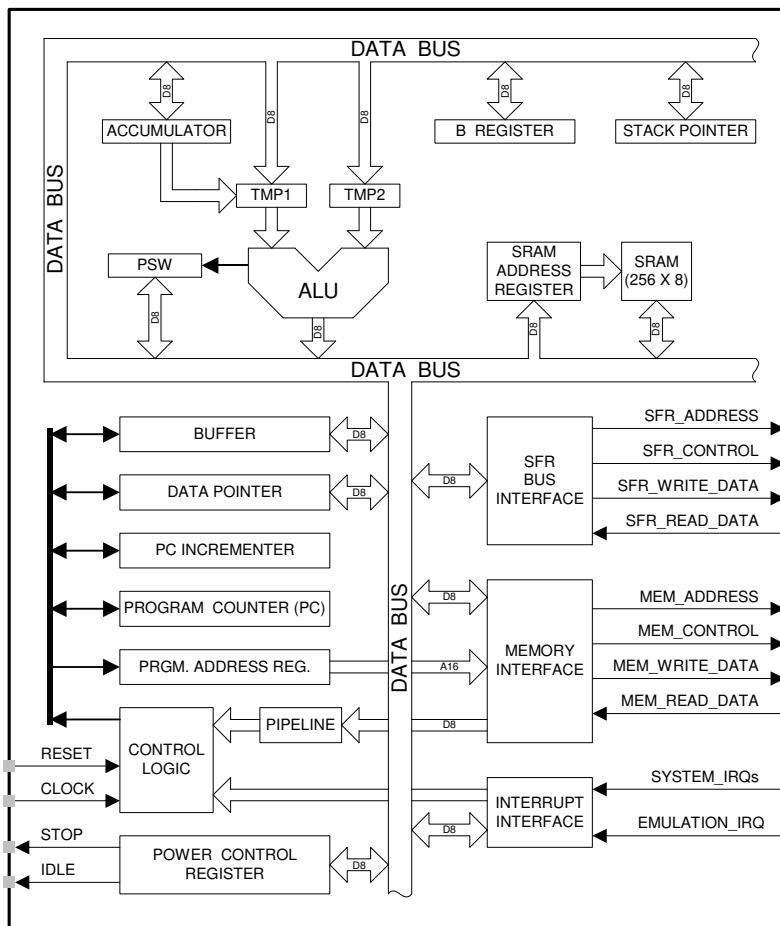 DATA BUS
D8
D8
D8
D8
D8
ACCUMULATOR
B REGISTER
STACK POINTER
DATA BUS
TMP1
TMP2
PSW
ALU
SRAM
ADDRESS
REGISTER
SRAM
(256 X 8)
D8
D8
D8
D8
DATA BUS
BUFFER
D8
DATA POINTER
D8
PC INCREMENTER
PROGRAM COUNTER (PC)
PRGM. ADDRESS REG.
A16
CONTROL
LOGIC
PIPELINE
D8
RESET
CLOCK
STOP
IDLE
POWER CONTROL
REGISTER
D8
DATA BUS
D8
SFR
BUS
INTERFACE
SFR_ADDRESS
SFR_CONTROL
SFR_WRITE_DATA
SFR_READ_DATA
D8
MEMORY
INTERFACE
MEM_ADDRESS
MEM_CONTROL
MEM_WRITE_DATA
MEM_READ_DATA
D8
INTERRUPT
INTERFACE
SYSTEM_IRQs
EMULATION_IRQ